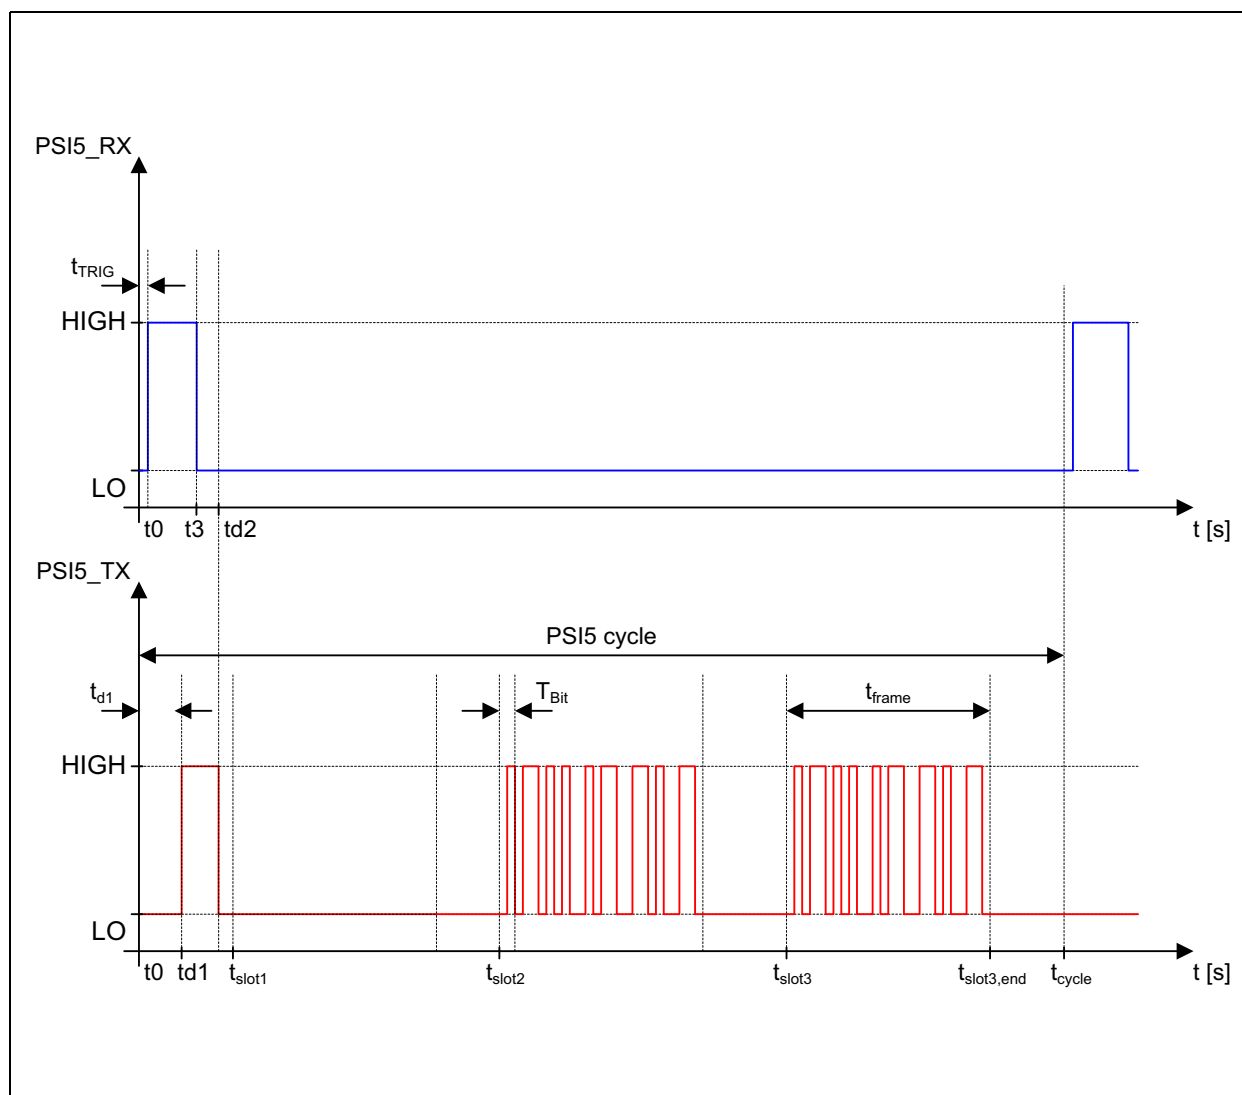 PSI5_RX
tTRIG
HIGH
LO
t0 t3 td2 t [s]
PSI5_TX
PSI5 cycle
td1 TBit tframe
HIGH
LO
t0 td1 tslot1 tslot2 tslot3 tslot3,end tcycle t [s]